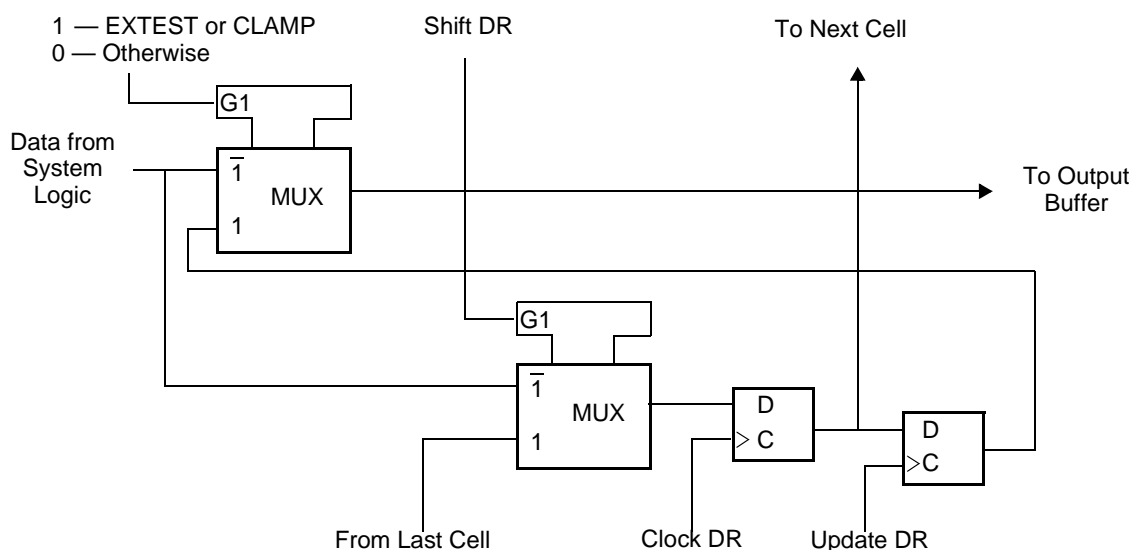 1 — EXTEST or CLAMP
0 — Otherwise
Shift DR
To Next Cell
G1
Data from
System
Logic
1
MUX
1
To Output
Buffer
G1
1
MUX
1
D
C
D
C
From Last Cell
Clock DR
Update DR